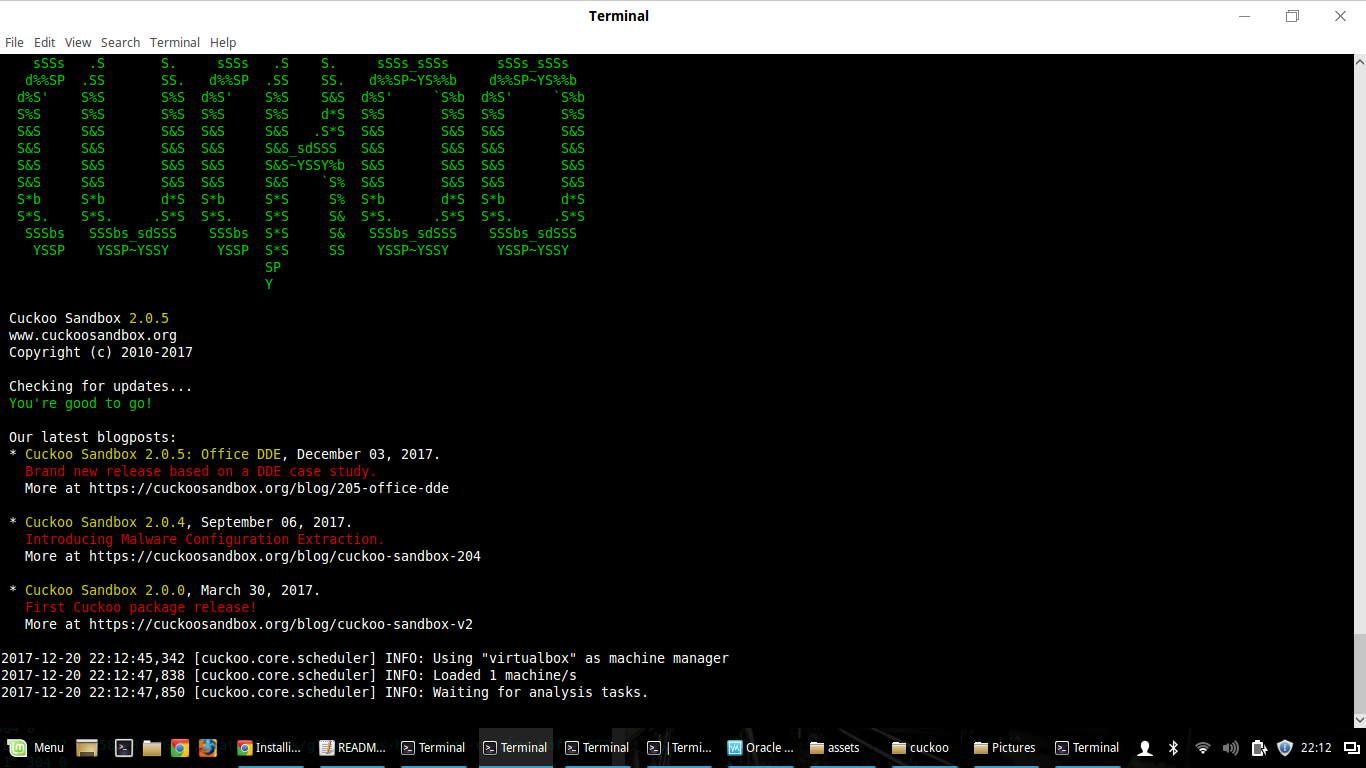 Terminal
File Edit View Search Terminal Help
    sSSs   .S       S.     sSSs   .S    S.     sSSs_sSSs      sSSs_sSSs
   d%%SP  .SS       SS.   d%%SP  .SS    SS.   d%%SP~YS%%b    d%%SP~YS%%b
  d%S'    S%S       S%S  d%S'    S%S    S&S  d%S'     `S%b  d%S'     `S%b
  S%S     S%S       S%S  S%S     S%S    d*S  S%S       S%S  S%S       S%S
  S&S     S&S       S&S  S&S     S&S   .S*S  S&S       S&S  S&S       S&S
  S&S     S&S       S&S  S&S     S&S_sdSSS   S&S       S&S  S&S       S&S
  S&S     S&S       S&S  S&S     S&S~YSSY%b  S&S       S&S  S&S       S&S
  S&S     S&S       S&S  S&S     S&S    `S%  S&S       S&S  S&S       S&S
  S*b     S*b       d*S  S*b     S*S     S%  S*b       d*S  S*b       d*S
  S*S.    S*S.     .S*S  S*S.    S*S     S&  S*S.     .S*S  S*S.     .S*S
   SSSbs   SSSbs_sdSSS    SSSbs  S*S     S&   SSSbs_sdSSS    SSSbs_sdSSS
    YSSP    YSSP~YSSY      YSSP  S*S     SS    YSSP~YSSY      YSSP~YSSY
                                 SP
                                 Y
Cuckoo Sandbox 2.0.5
www.cuckoosandbox.org
Copyright (c) 2010-2017
Checking for updates...
You're good to go!
Our latest blogposts:
* Cuckoo Sandbox 2.0.5: Office DDE, December 03, 2017.
Brand new release based on a DDE case study.
More at https://cuckoosandbox.org/blog/205-office-dde
* Cuckoo Sandbox 2.0.4, September 06, 2017.
Introducing Malware Configuration Extraction.
More at https://cuckoosandbox.org/blog/cuckoo-sandbox-204
* Cuckoo Sandbox 2.0.0, March 30, 2017.
First Cuckoo package release!
More at https://cuckoosandbox.org/blog/cuckoo-sandbox-v2
2017-12-20 22:12:45,342 [cuckoo.core.scheduler] INFO: Using "virtualbox" as machine manager
2017-12-20 22:12:47,838 [cuckoo.core.scheduler] INFO: Loaded 1 machine/s
2017-12-20 22:12:47,850 [cuckoo.core.scheduler] INFO: Waiting for analysis tasks.
Menu Installi... READM... Terminal Terminal Terminal |Termi... Oracle ... assets cuckoo Pictures Terminal 22:12